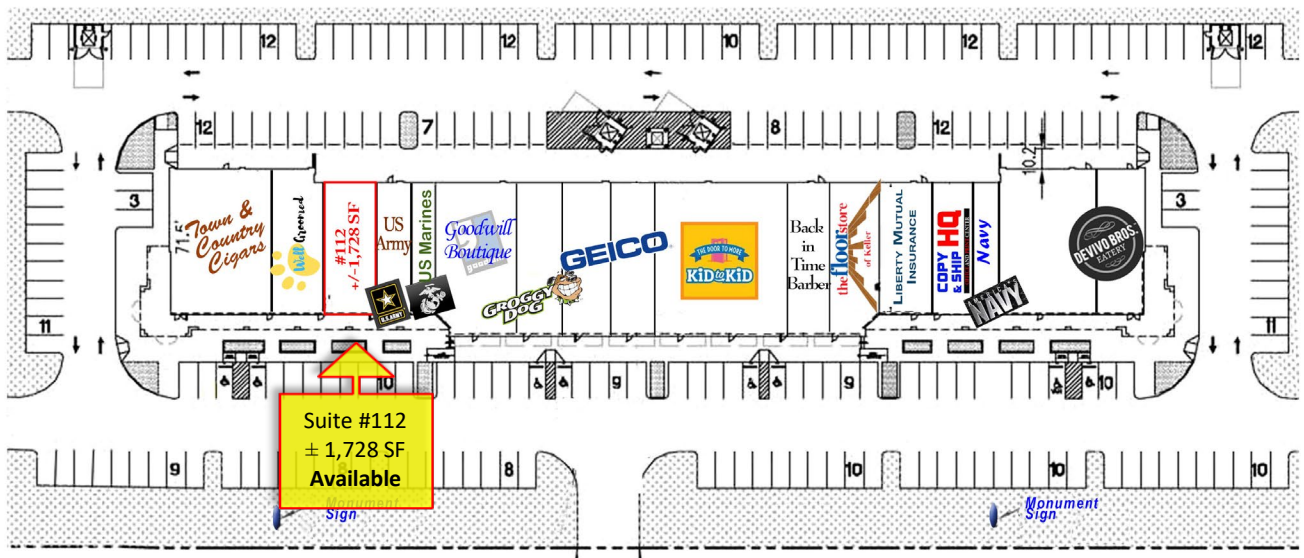 12
12
10
12
12
12
7
8
12
10.2'
3
3
71.5'
Town &
Country
Cigars
Well Groomed
#112
+/-1,728 SF
US
Army
U.S.ARMY
US Marines
Goodwill
Boutique
good
GROGGY
DOG
GEICO
THE DOOR TO MORE
KiD to KiD
Back
in
Time
Barber
the floor store
of Keller
LIBERTY MUTUAL
INSURANCE
COPY
& SHIP
HQ
Navy
NAVY
DEVIVO BROS.
EATERY
11
11
10
9
9
10
Suite #112
± 1,728 SF
Available
9
8
8
10
10
10
Monument
Sign
Monument
Sign